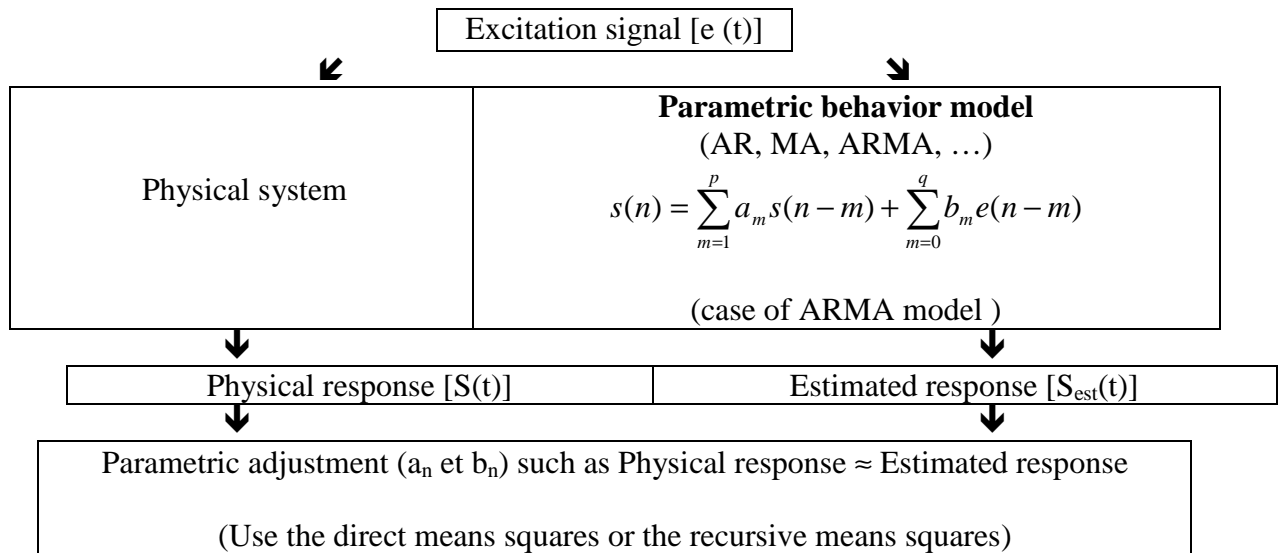 Excitation signal [e (t)]
Parametric behavior model
(AR, MA, ARMA, …)
Physical system
s(n) = \sum_{m=1}^{p} a_m s(n − m) + \sum_{m=0}^{q} b_m e(n − m)
(case of ARMA model )
Physical response [S(t)]
Estimated response [S_est(t)]
Parametric adjustment (a_n et b_n) such as Physical response ≈ Estimated response
(Use the direct means squares or the recursive means squares)